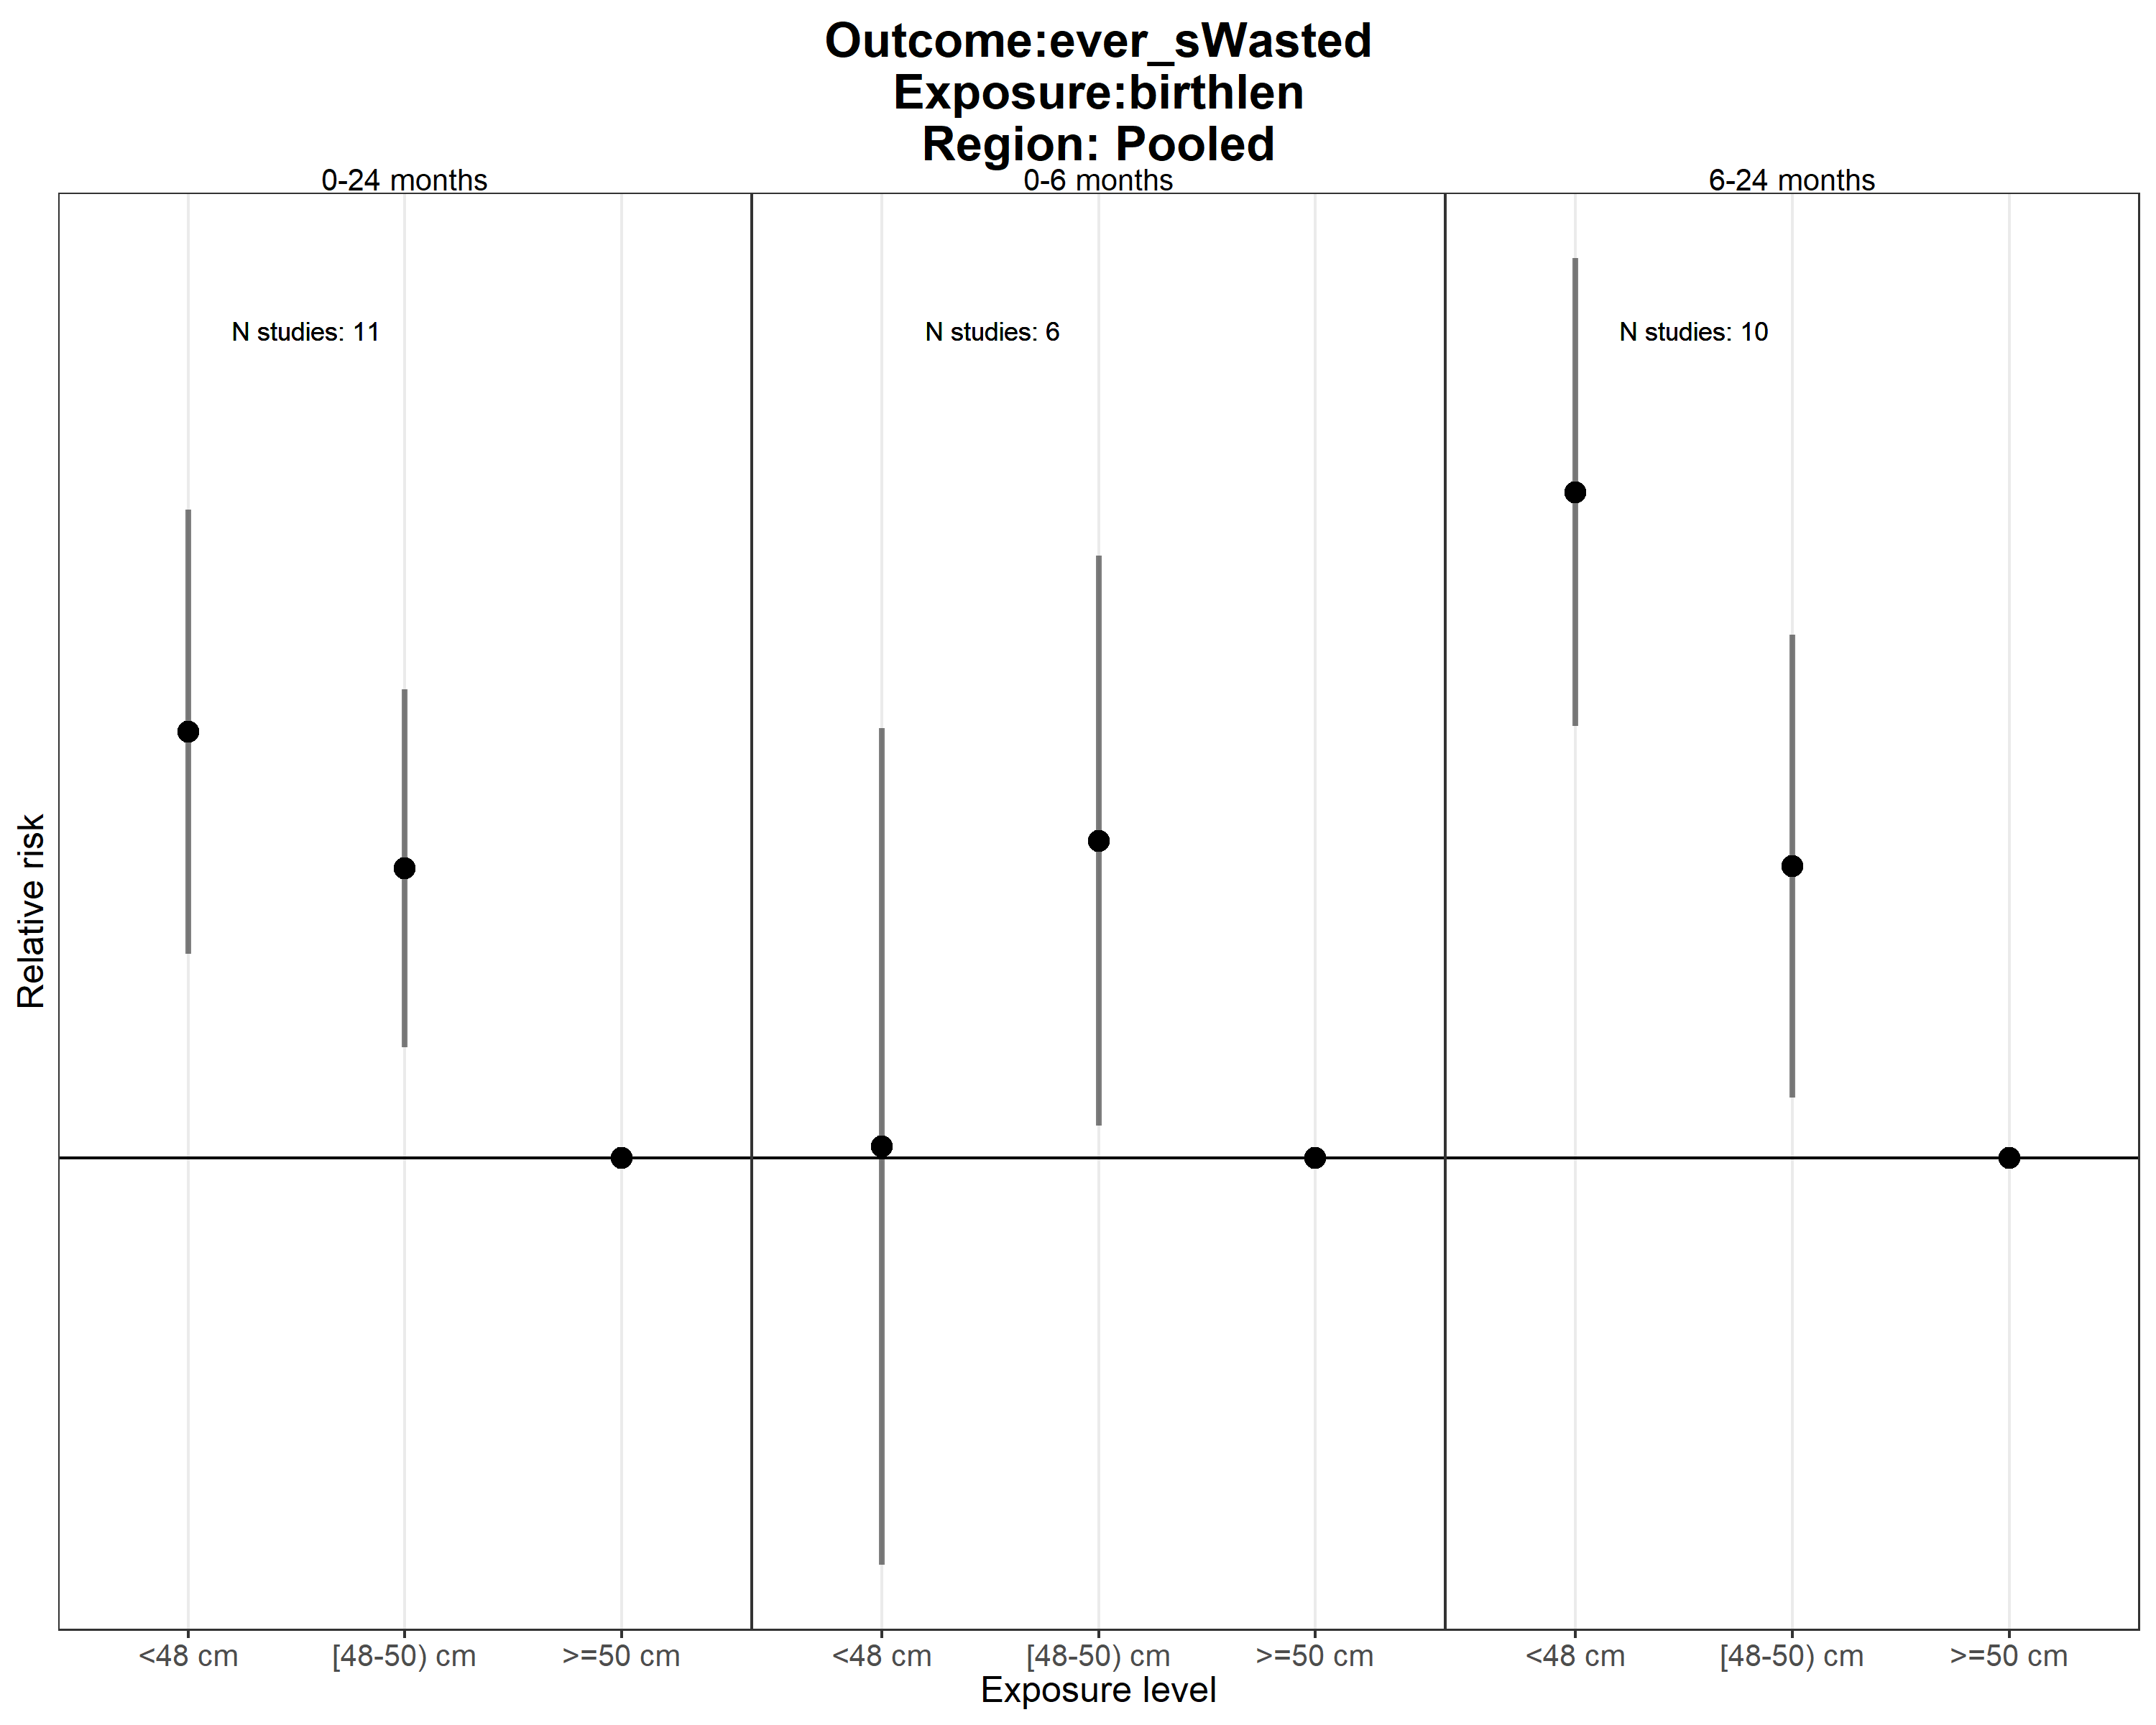 Outcome:ever_sWasted
Exposure:birthlen
Region: Pooled
0-24 months
0-6 months
6-24 months
N studies: 11
N studies: 6
N studies: 10
Relative risk
<48 cm
[48-50) cm
>=50 cm
<48 cm
[48-50) cm
>=50 cm
<48 cm
[48-50) cm
>=50 cm
Exposure level